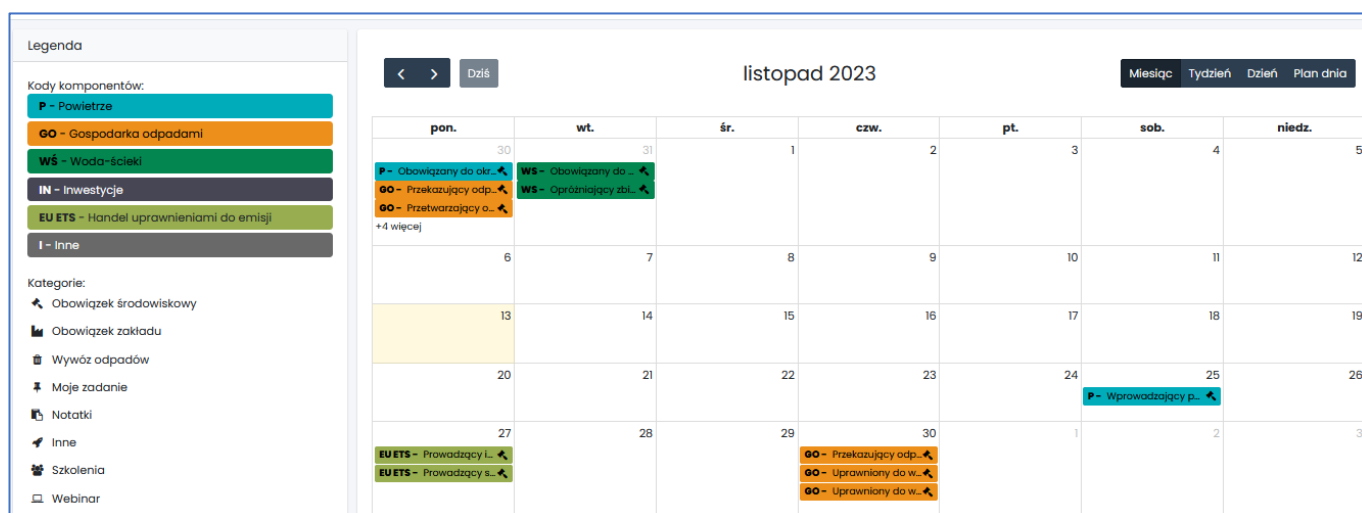 Legenda
Kody komponentów:
P - Powietrze
GO - Gospodarka odpadami
WŚ - Woda-ścieki
IN - Inwestycje
EU ETS - Handel uprawnieniami do emisji
I - Inne
Kategorie:
Obowiązek środowiskowy
Obowiązek zakładu
Wywóz odpadów
Moje zadanie
Notatki
Inne
Szkolenia
Webinar
Dziś
listopad 2023
Miesiąc Tydzień Dzień Plan dnia
pon. wt. śr. czw. pt. sob. niedz.
30 31 1 2 3 4 5
P - Obowiązany do okr... WŚ - Obowiązany do ...
GO - Przekazujący odp... WŚ - Opróżniający zbi...
GO - Przetwarzający o...
+4 więcej
6 7 8 9 10 11 12
13 14 15 16 17 18 19
20 21 22 23 24 25 26
P - Wprowadzający p...
27 28 29 30 1 2 3
EU ETS - Prowadzący i... GO - Przekazujący odp...
EU ETS - Prowadzący s... GO - Uprawniony do w...
GO - Uprawniony do w...